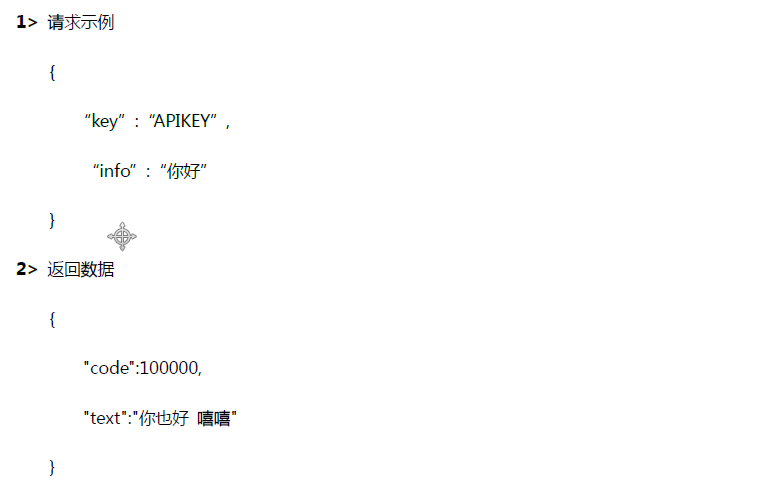 1> 请求示例
{
“key”:“APIKEY”,
“info”:“你好”
}
2> 返回数据
{
"code":100000,
"text":"你也好 嘻嘻"
}